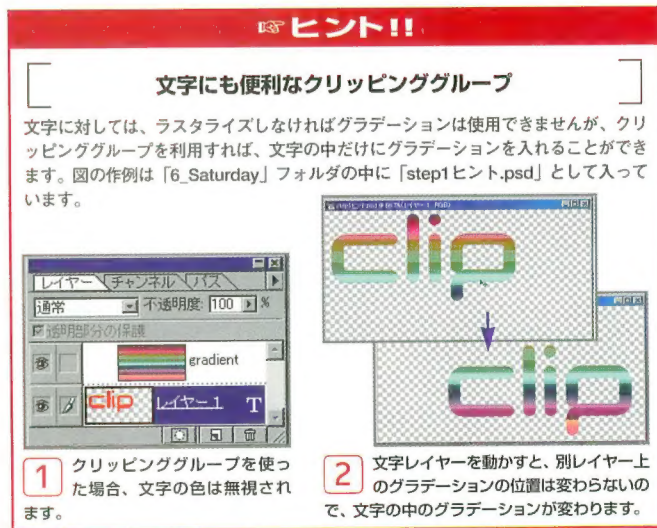 ☞ ヒント!!
文字にも便利なクリッピンググループ
文字に対しては、ラスタライズしなければグラデーションは使用できませんが、クリ
ッピンググループを利用すれば、文字の中だけにグラデーションを入れることができ
ます。図の作例は「6_Saturday」フォルダの中に「step1ヒント.psd」として入って
います。
レイヤー チャンネル パス
通常 不透明度: 100 %
透明部分の保護
gradient
clip レイヤー 1 T
1 クリッピンググループを使っ
た場合、文字の色は無視され
ます。
clip
clip
2 文字レイヤーを動かすと、別レイヤー上
のグラデーションの位置は変わらないの
で、文字の中のグラデーションが変わります。